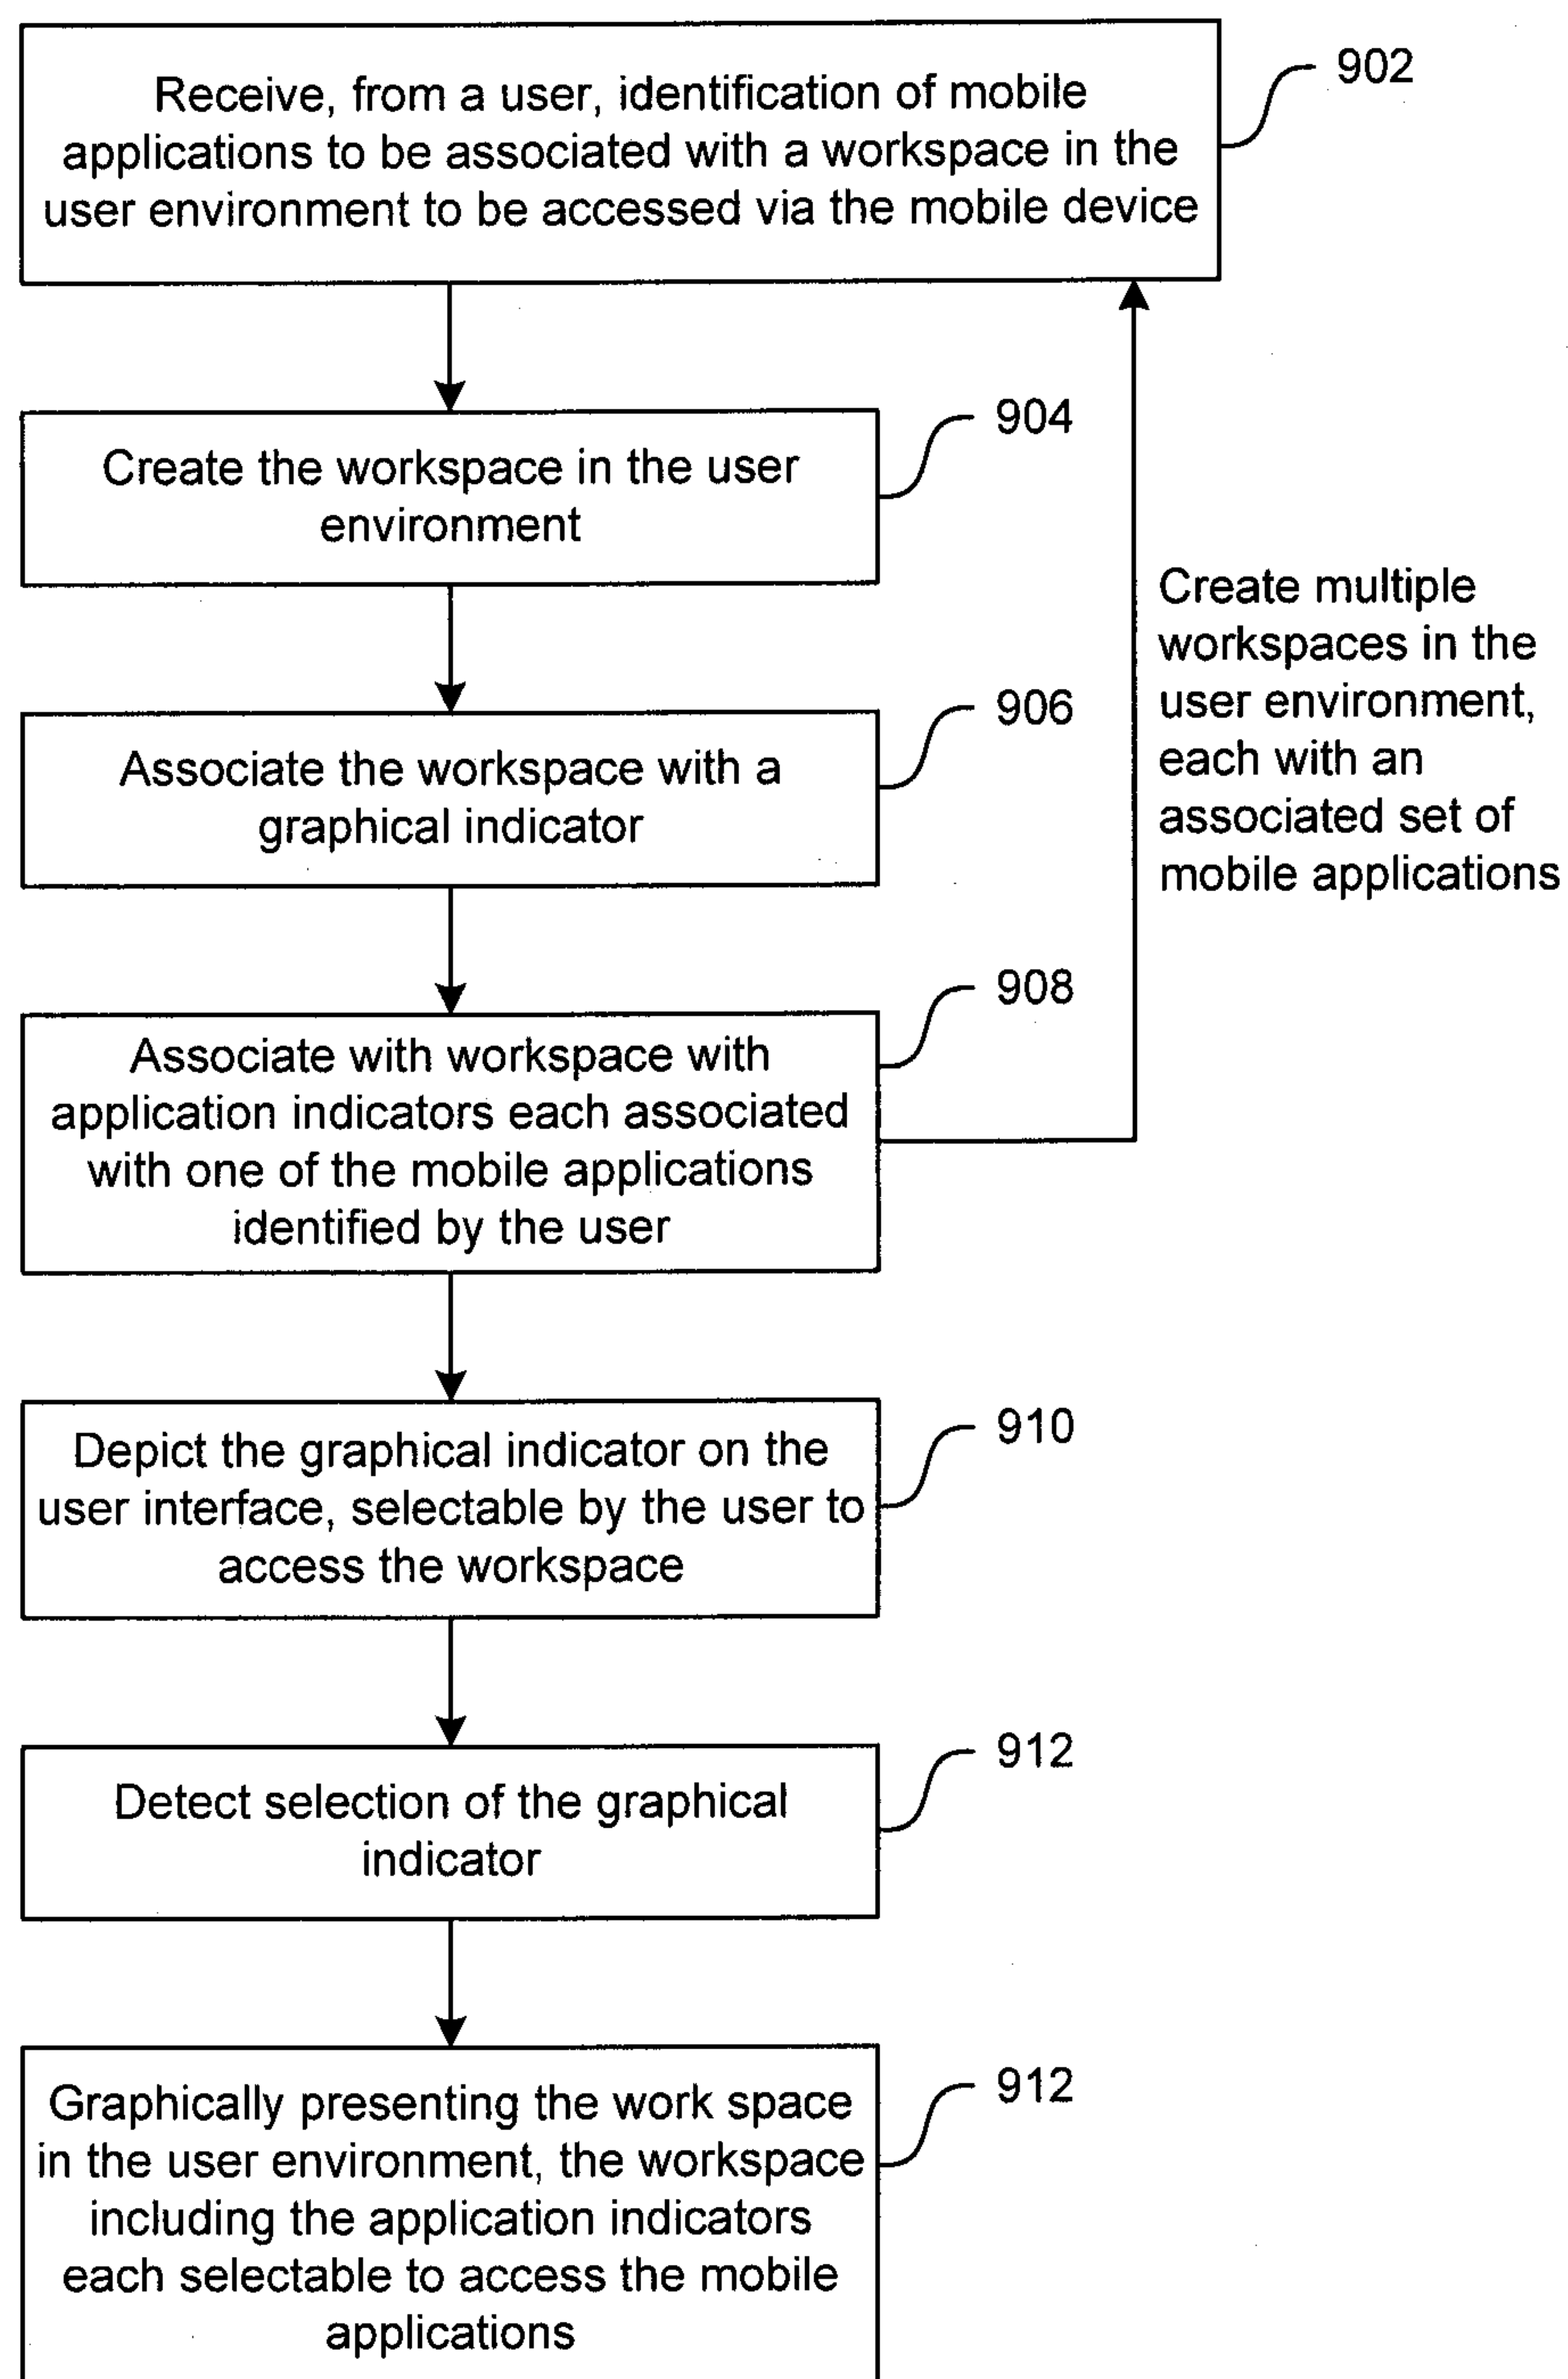 Receive, from a user, identification of mobile
applications to be associated with a workspace in the
user environment to be accessed via the mobile device
902
Create the workspace in the user
environment
904
Associate the workspace with a
graphical indicator
906
Create multiple
workspaces in the
user environment,
each with an
associated set of
mobile applications
Associate with workspace with
application indicators each associated
with one of the mobile applications
identified by the user
908
Depict the graphical indicator on the
user interface, selectable by the user to
access the workspace
910
Detect selection of the graphical
indicator
912
Graphically presenting the work space
in the user environment, the workspace
including the application indicators
each selectable to access the mobile
applications
912